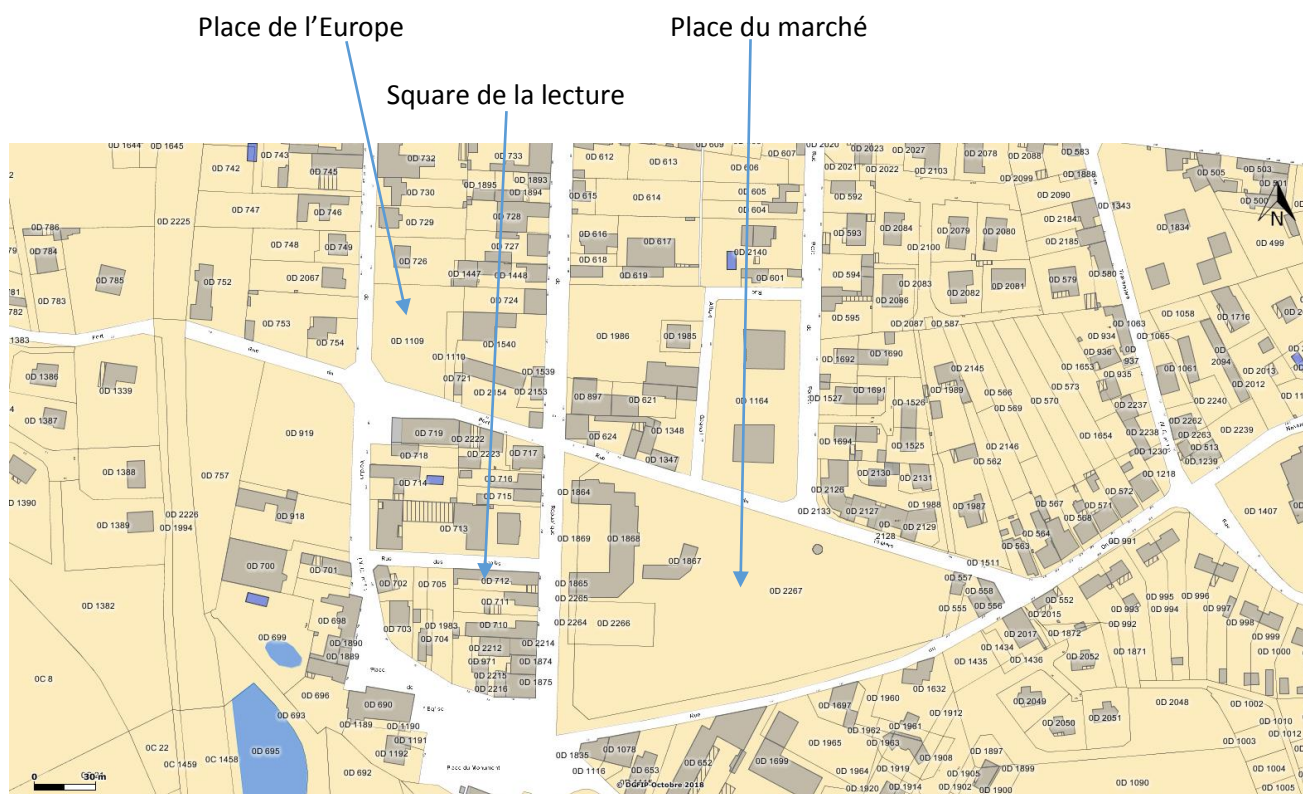 Place de l’Europe
Place du marché
Square de la lecture
0D 1644
0D 1645
0D 743
0D 742
0D 745
0D 732
0D 733
0D 1893
0D 1895
0D 1894
0D 612
0D 613
0D 609
0D 607
0D 606
0D 2020
0D 2023
0D 2027
0D 2021
0D 2022
0D 2103
0D 2078
0D 2088
0D 583
0D 2099
0D 1888
0D 505
0D 503
0D 501
0D 500
N
0D 747
0D 746
0D 730
0D 729
0D 728
0D 615
0D 614
0D 605
0D 604
0D 592
0D 2090
0D 1343
0D 2225
0D 786
0D 784
0D 748
0D 749
0D 727
0D 726
0D 616
0D 617
0D 618
0D 619
0D 2140
0D 601
0D 593
0D 2084
0D 2100
0D 2079
0D 2080
0D 2184
0D 2185
0D 1834
0D 499
0D 785
0D 783
0D 752
0D 2067
0D 1447
0D 1448
0D 724
0D 594
0D 2083
0D 2086
0D 2082
0D 2081
0D 579
0D 580
0D 753
0D 754
0D 1109
0D 1540
0D 1110
0D 1986
0D 1985
0D 595
0D 2087
0D 587
0D 934
0D 1063
0D 1065
0D 1058
0D 1716
0D 1386
0D 1339
0D 721
0D 2154
0D 1539
0D 2153
0D 1692
0D 1690
0D 2145
0D 936
0D 1653
0D 937
0D 935
0D 1061
0D 2094
0D 2013
0D 2012
0D 1387
0D 919
0D 897
0D 621
0D 1164
0D 1527
0D 1691
0D 1989
0D 1526
0D 566
0D 569
0D 573
0D 570
0D 2237
0D 2240
0D 719
0D 2222
0D 2223
0D 717
0D 718
0D 624
0D 1348
0D 1347
0D 1694
0D 1525
0D 2146
0D 562
0D 1654
0D 2238
0D 1230
0D 2262
0D 2263
0D 513
0D 1239
0D 2239
0D 1388
0D 757
0D 714
0D 716
0D 715
0D 1864
0D 2130
0D 2131
0D 2126
0D 1218
0D 1390
0D 1389
0D 2226
0D 1994
0D 918
0D 713
0D 1869
0D 1868
0D 2133
0D 2127
0D 1988
0D 2129
2128
0D 1987
0D 567
0D 572
0D 571
0D 568
0D 564
0D 563
0D 991
0D 1407
0D 700
0D 701
0D 702
0D 705
0D 712
0D 711
0D 1867
0D 1865
0D 2265
0D 2267
0D 1511
0D 557
0D 558
0D 556
0D 555
0D 552
0D 2015
0D 995
0D 996
0D 993
0D 994
0D 997
0D 992
0D 998
0D 1382
0D 698
0D 703
0D 1983
0D 704
0D 710
0D 2264
0D 2266
0D 2017
0D 1872
0D 1871
0D 999
0D 1000
0D 699
0D 1890
0D 1889
0D 2212
0D 2214
0D 971
0D 1874
0D 1434
0D 1435
0D 1436
0D 2052
Place
de
l'Eglise
0C 8
0D 696
0D 2215
0D 2216
0D 1875
0D 1632
0D 2049
0D 2048
0D 1002
0D 690
0D 693
0D 1189
0D 1190
0D 1191
0D 1192
0D 1697
0D 1960
0D 1961
0D 1962
0D 1912
0D 2050
0D 2051
0D 1010
0D 1012
0D 1003
0C 22
0C 1459
0C 1458
0D 695
0D 692
Place du Monument
0D 1835
0D 1078
0D 1116
0D 653
0D 652
0D 1699
0D 1965
0D 1963
0D 1908
0D 1897
0D 1964
0D 1919
0D 1905
0D 1899
0D 1920
0D 1914
0D 1902
0D 1900
0D 1090
0D 1004
0D 1005
0 30 m
© DGFIP Octobre 2018